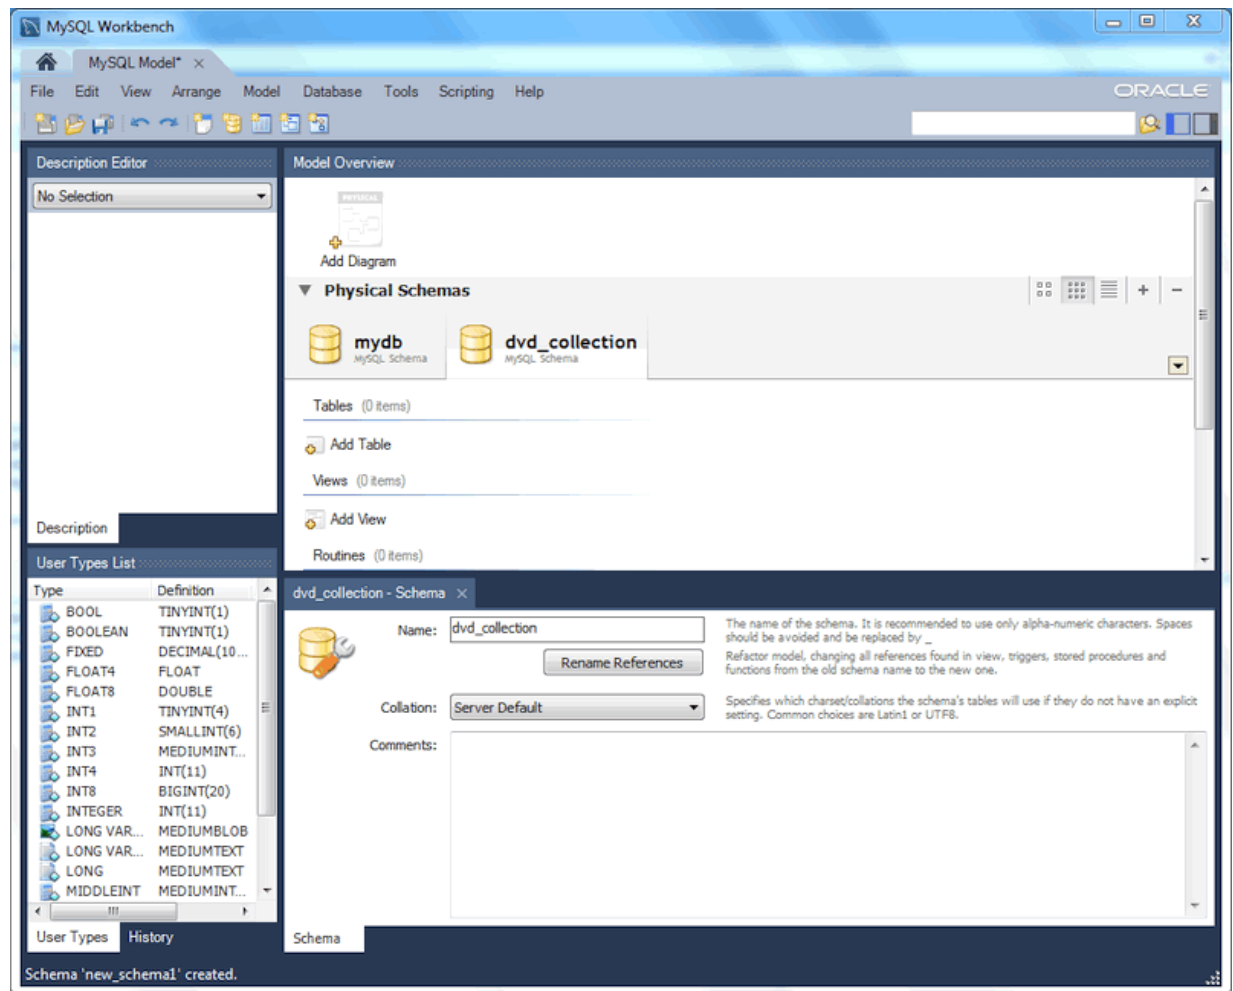 MySQL Workbench
MySQL Model* ×
File Edit View Arrange Model Database Tools Scripting Help
ORACLE
Description Editor
No Selection
Description
User Types List
Type Definition
BOOL TINYINT(1)
BOOLEAN TINYINT(1)
FIXED DECIMAL(10...
FLOAT4 FLOAT
FLOAT8 DOUBLE
INT1 TINYINT(4)
INT2 SMALLINT(6)
INT3 MEDIUMINT...
INT4 INT(11)
INT8 BIGINT(20)
INTEGER INT(11)
LONG VAR... MEDIUMBLOB
LONG VAR... MEDIUMTEXT
LONG MEDIUMTEXT
MIDDLEINT MEDIUMINT...
User Types History
Model Overview
PHYSICAL
Add Diagram
Physical Schemas
mydb
MySQL Schema
dvd_collection
MySQL Schema
Tables (0 items)
Add Table
Views (0 items)
Add View
Routines (0 items)
dvd_collection - Schema ×
Name: dvd_collection
The name of the schema. It is recommended to use only alpha-numeric characters. Spaces
should be avoided and be replaced by _
Rename References
Refactor model, changing all references found in view, triggers, stored procedures and
functions from the old schema name to the new one.
Collation: Server Default
Specifies which charset/collations the schema's tables will use if they do not have an explicit
setting. Common choices are Latin1 or UTF8.
Comments:
Schema
Schema 'new_schema1' created.